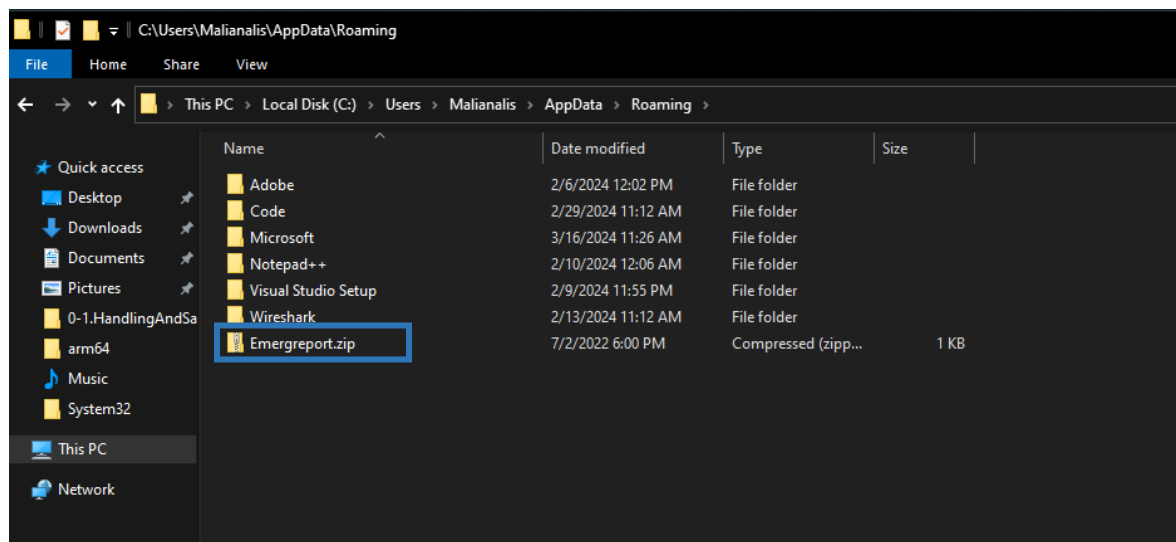 C:\Users\Malianalis\AppData\Roaming
File Home Share View
This PC > Local Disk (C:) > Users > Malianalis > AppData > Roaming >
Name Date modified Type Size
Quick access
Desktop
Downloads
Documents
Pictures
0-1.HandlingAndSa
arm64
Music
System32
This PC
Network
Adobe 2/6/2024 12:02 PM File folder
Code 2/29/2024 11:12 AM File folder
Microsoft 3/16/2024 11:26 AM File folder
Notepad++ 2/10/2024 12:06 AM File folder
Visual Studio Setup 2/9/2024 11:55 PM File folder
Wireshark 2/13/2024 11:12 AM File folder
Emergreport.zip 7/2/2022 6:00 PM Compressed (zipp... 1 KB